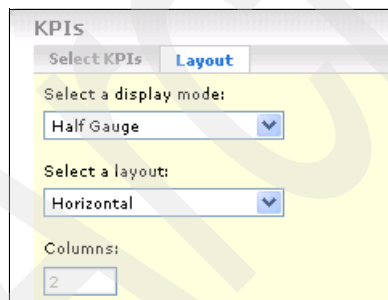 KPIs
Select KPIs Layout
Select a display mode:
Half Gauge
Select a layout:
Horizontal
Columns:
2